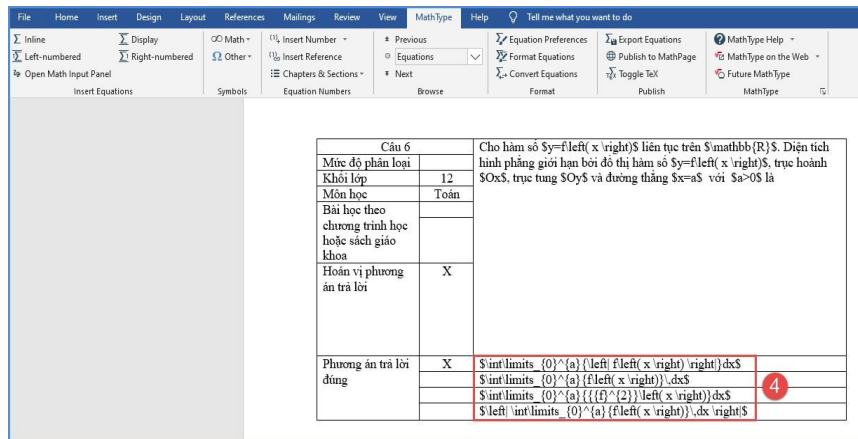 File Home Insert Design Layout References Mailings Review View MathType Help Tell me what you want to do
Inline Display Math (1) Insert Number Previous Equation Preferences Export Equations MathType Help
Left-numbered Right-numbered Other Insert Reference Equations Format Equations Publish to MathPage MathType on the Web
Open Math Input Panel Chapters & Sections Next Convert Equations Toggle TeX Future MathType
Insert Equations Symbols Equation Numbers Browse Format Publish MathType
Câu 6
Mức độ phân loại
Khối lớp 12
Môn học Toán
Bài học theo
chương trình học
hoặc sách giáo
khoa
Hoán vị phương X
án trả lời
Cho hàm số $y=f\left( x \right)$ liên tục trên $\mathbb{R}$. Diện tích
hình phẳng giới hạn bởi đồ thị hàm số $y=f\left( x \right)$, trục hoành
$Ox$, trục tung $Oy$ và đường thẳng $x=a$ với $a>0$ là
Phương án trả lời X
đúng
$\int\limits_{0}^{a}{\left| f\left( x \right) \right|}dx$
$\int\limits_{0}^{a}{f\left( x \right)}\,dx$
$\int\limits_{0}^{a}{{{f}^{2}}\left( x \right)}dx$
$\left| \int\limits_{0}^{a}{f\left( x \right)}\,dx \right|$
4